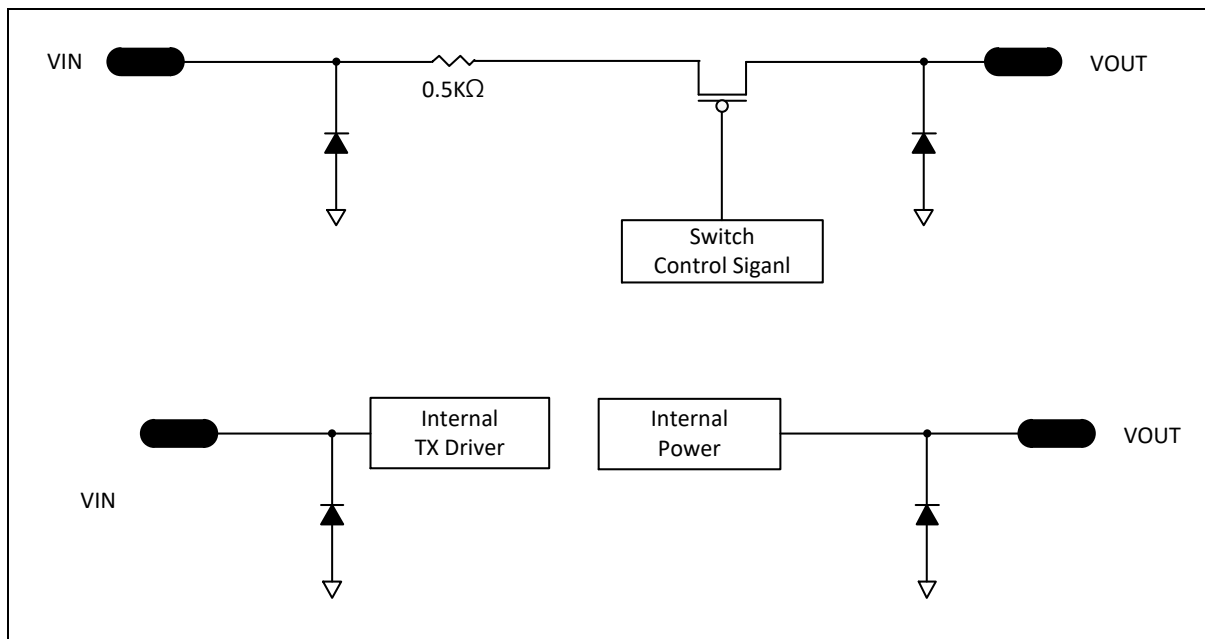 VIN
VOUT
0.5KΩ
Switch
Control Siganl
Internal
TX Driver
Internal
Power
VOUT
VIN